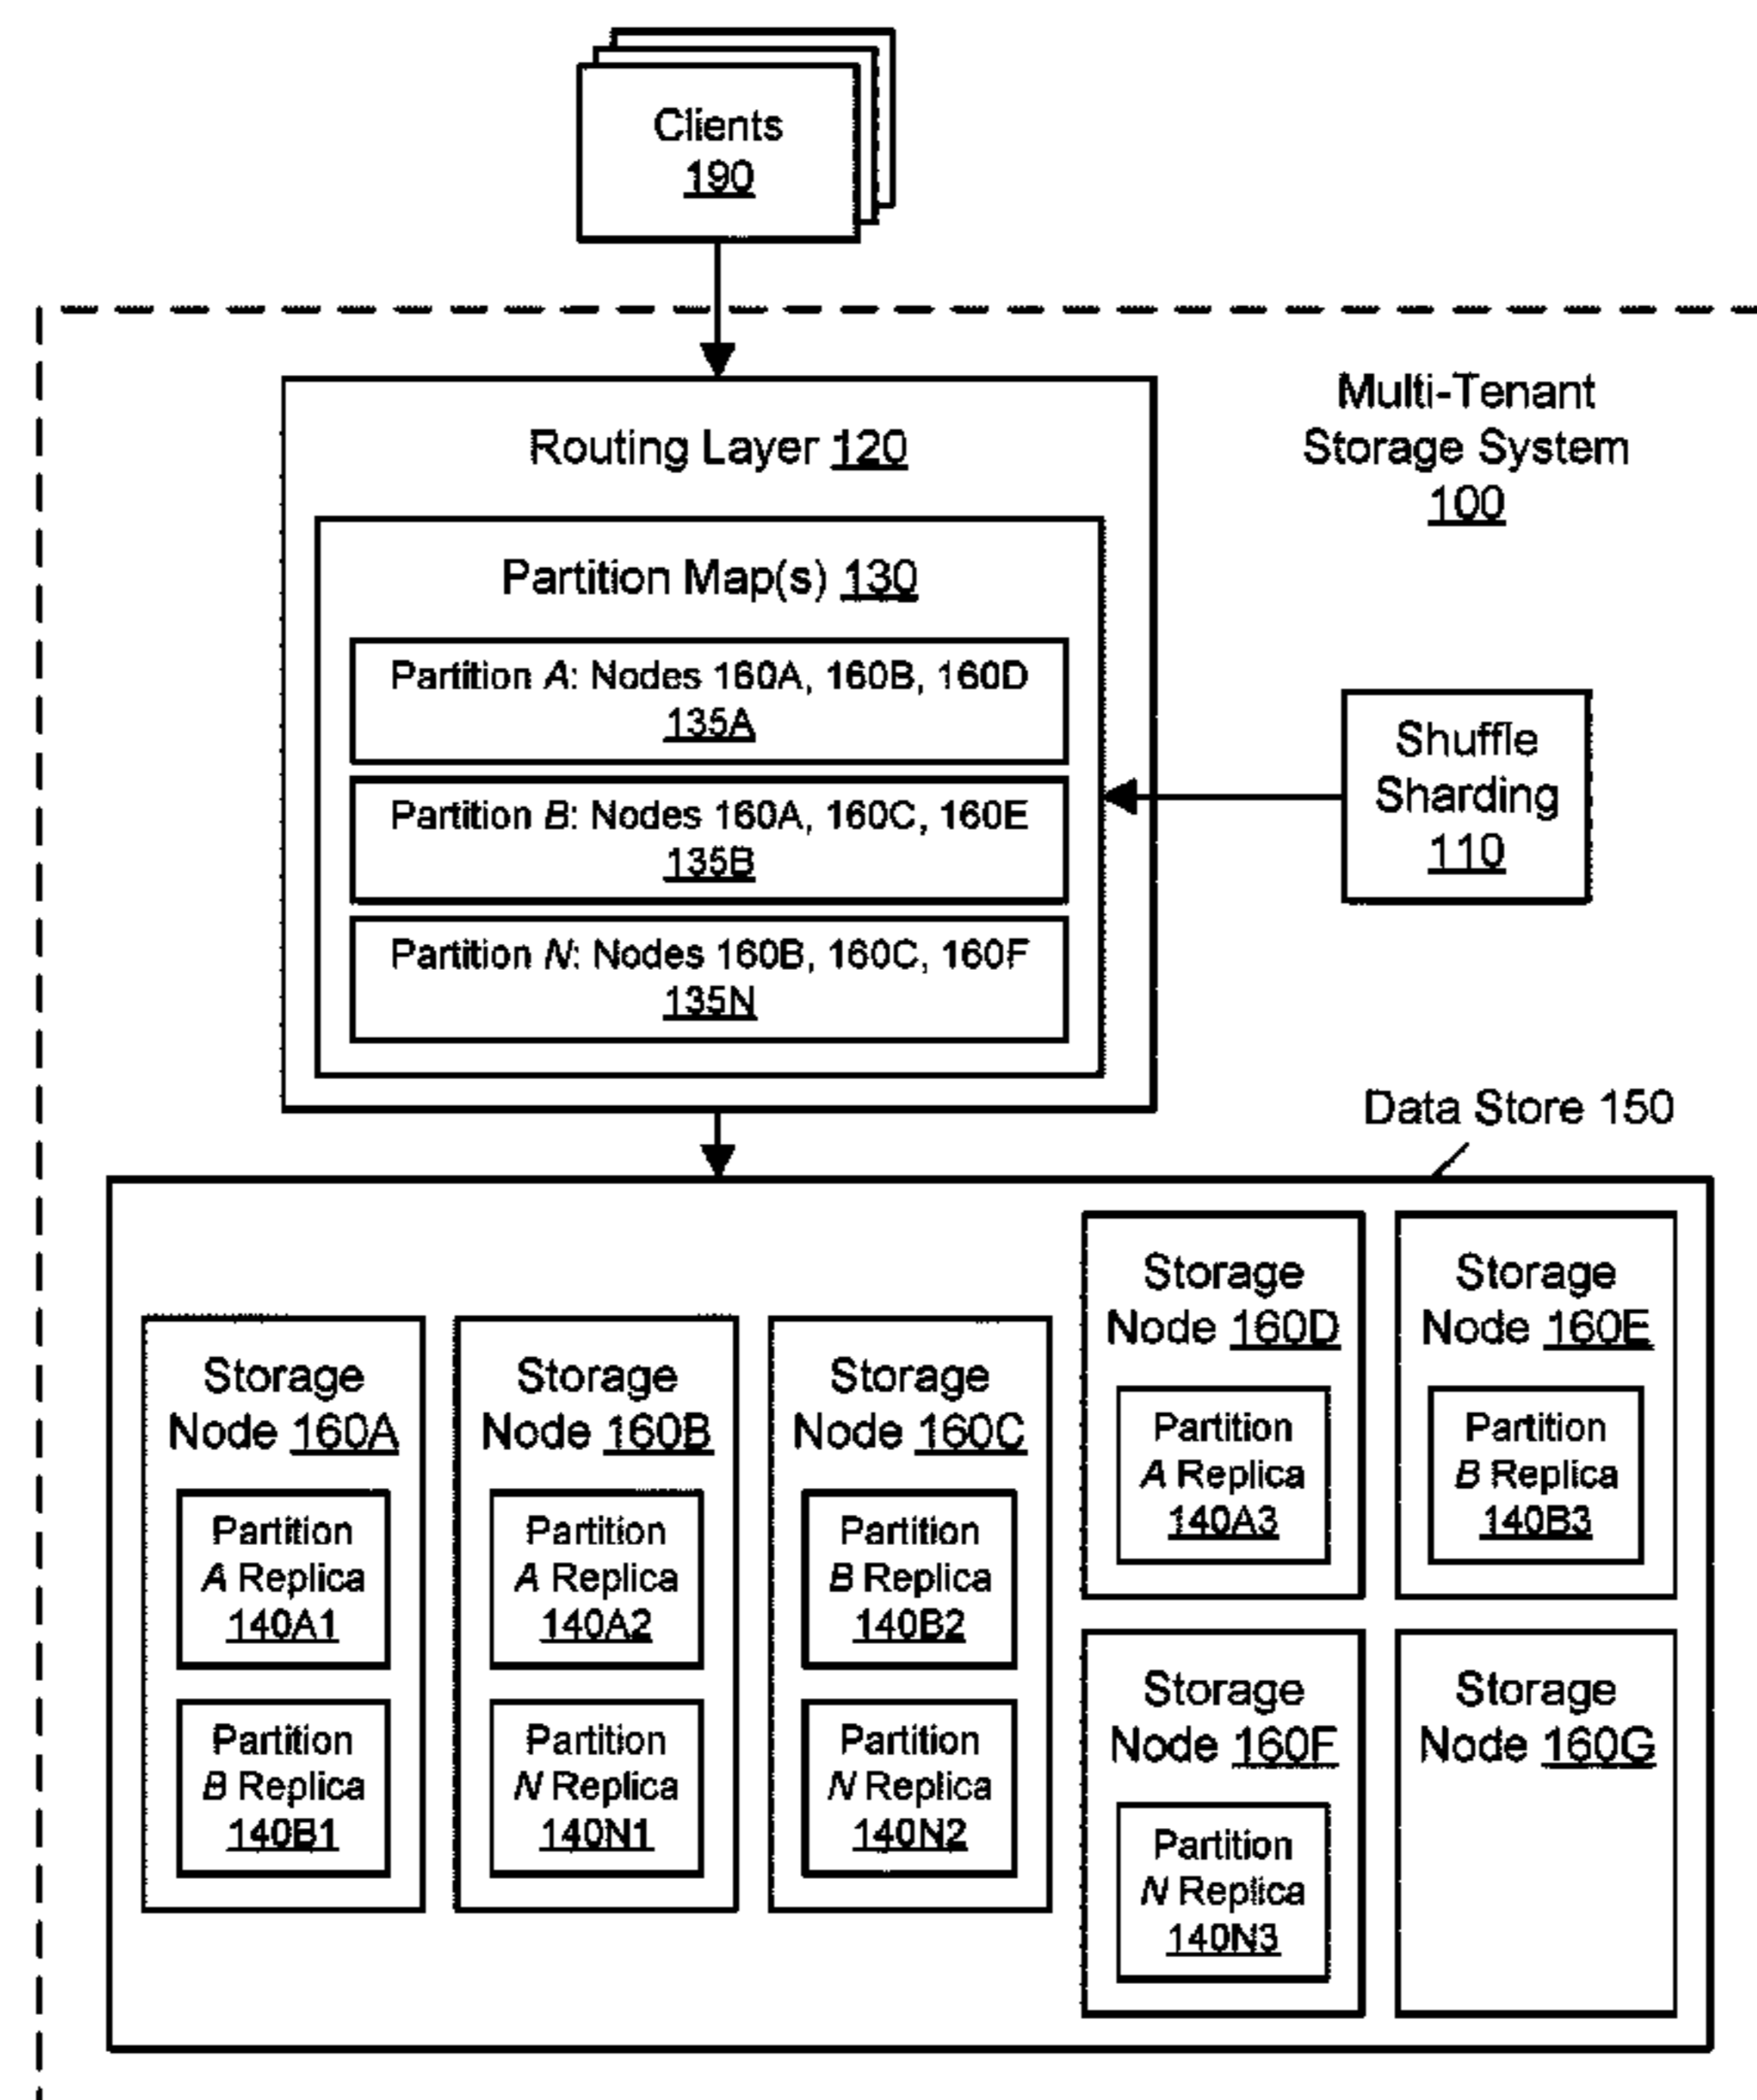 Clients
190
Multi-Tenant
Storage System
100
Routing Layer 120
Partition Map(s) 130
Partition A: Nodes 160A, 160B, 160D
135A
Partition B: Nodes 160A, 160C, 160E
135B
Partition N: Nodes 160B, 160C, 160F
135N
Shuffle
Sharding
110
Data Store 150
Storage
Node 160A
Partition
A Replica
140A1
Partition
B Replica
140B1
Storage
Node 160B
Partition
A Replica
140A2
Partition
N Replica
140N1
Storage
Node 160C
Partition
B Replica
140B2
Partition
N Replica
140N2
Storage
Node 160D
Partition
A Replica
140A3
Storage
Node 160E
Partition
B Replica
140B3
Storage
Node 160F
Partition
N Replica
140N3
Storage
Node 160G